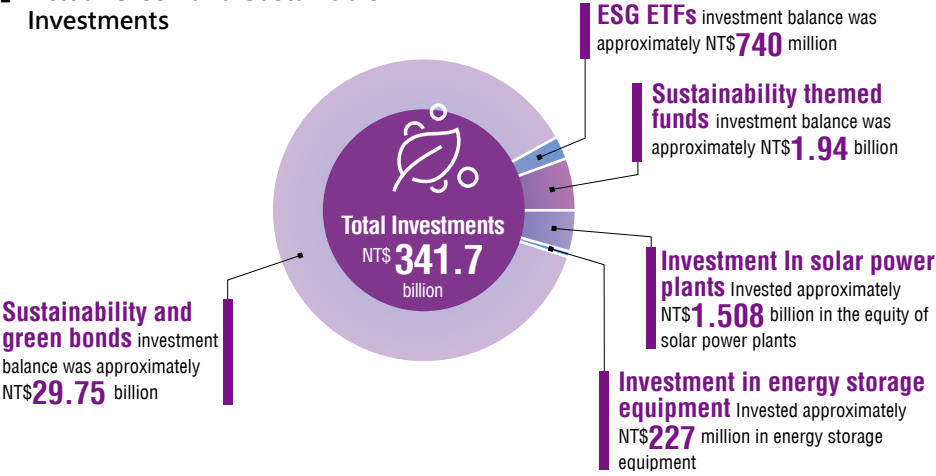 Investments
ESG ETFs investment balance was
approximately NT$740 million
Sustainability themed
funds investment balance was
approximately NT$1.94 billion
Total Investments
NT$ 341.7
billion
Investment In solar power
plants Invested approximately
NT$1.508 billion in the equity of
solar power plants
Sustainability and
green bonds investment
balance was approximately
NT$29.75 billion
Investment in energy storage
equipment Invested approximately
NT$227 million in energy storage
equipment